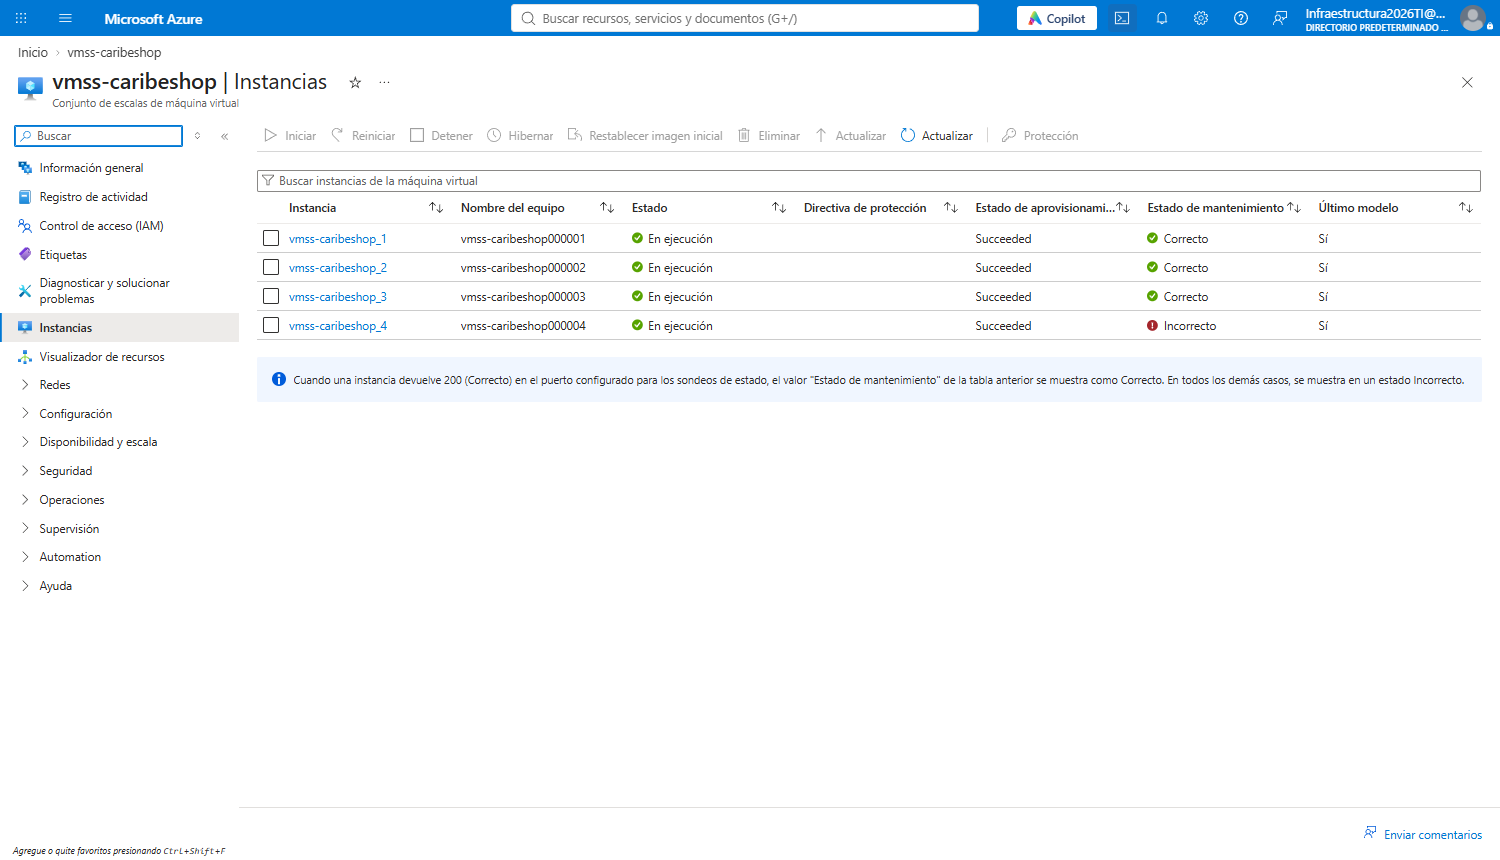 Microsoft Azure
Buscar recursos, servicios y documentos (G+/)
Copilot
Infraestructura2026TI@...
DIRECTORIO PREDETERMINADO ...
Inicio > vmss-caribeshop
vmss-caribeshop | Instancias
Conjunto de escalas de máquina virtual
Buscar
Información general
Registro de actividad
Control de acceso (IAM)
Etiquetas
Diagnosticar y solucionar
problemas
Instancias
Visualizador de recursos
Redes
Configuración
Disponibilidad y escala
Seguridad
Operaciones
Supervisión
Automation
Ayuda
Agregue o quite favoritos presionando Ctrl+Shift+F
Iniciar Reiniciar Detener Hibernar Restablecer imagen inicial Eliminar Actualizar Actualizar Protección
Buscar instancias de la máquina virtual
Instancia Nombre del equipo Estado Directiva de protección Estado de aprovisionami... Estado de mantenimiento Último modelo
vmss-caribeshop_1 vmss-caribeshop000001 En ejecución Succeeded Correcto Sí
vmss-caribeshop_2 vmss-caribeshop000002 En ejecución Succeeded Correcto Sí
vmss-caribeshop_3 vmss-caribeshop000003 En ejecución Succeeded Correcto Sí
vmss-caribeshop_4 vmss-caribeshop000004 En ejecución Succeeded Incorrecto Sí
Cuando una instancia devuelve 200 (Correcto) en el puerto configurado para los sondeos de estado, el valor "Estado de mantenimiento" de la tabla anterior se muestra como Correcto. En todos los demás casos, se muestra en un estado Incorrecto.
Enviar comentarios